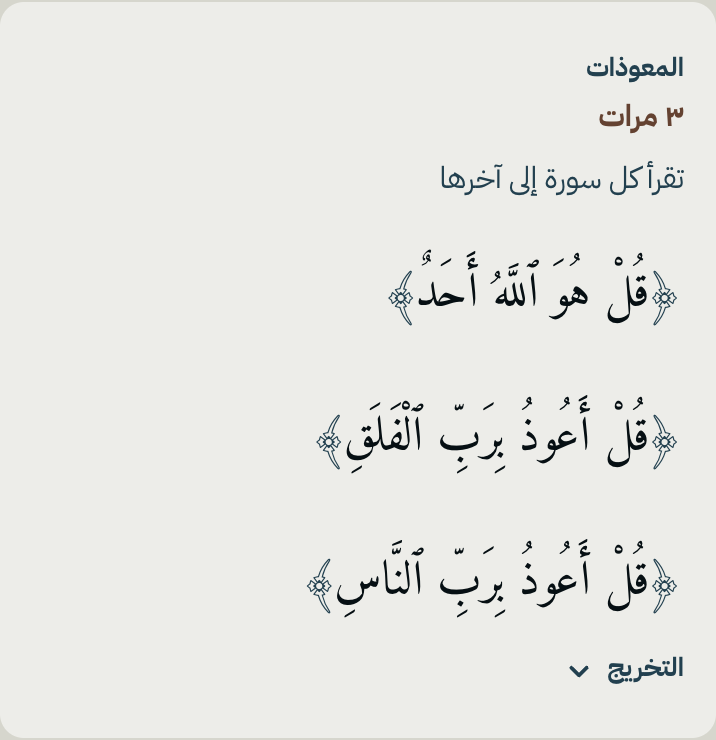 المعوذات
٣ مرات
تقرأ كل سورة إلى آخرها
﴿قُلْ هُوَ ٱللَّهُ أَحَدٌ﴾
﴿قُلْ أَعُوذُ بِرَبِّ ٱلْفَلَقِ﴾
﴿قُلْ أَعُوذُ بِرَبِّ ٱلنَّاسِ﴾
التخريج